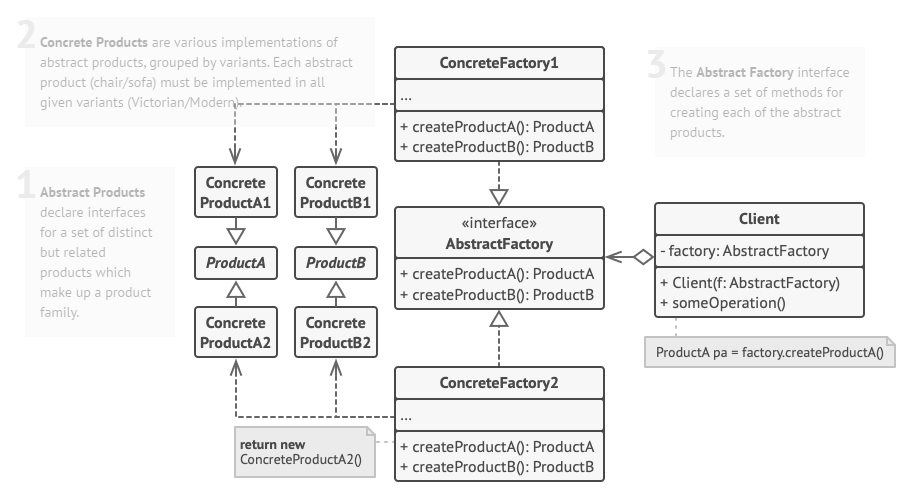 2
Concrete Products are various implementations of
abstract products, grouped by variants. Each abstract
product (chair/sofa) must be implemented in all
given variants (Victorian/Modern).
1
Abstract Products
declare interfaces
for a set of distinct
but related
products which
make up a product
family.
3
The Abstract Factory interface
declares a set of methods for
creating each of the abstract
products.
ConcreteFactory1
...
+ createProductA(): ProductA
+ createProductB(): ProductB
Concrete
ProductA1
Concrete
ProductB1
ProductA
ProductB
Concrete
ProductA2
Concrete
ProductB2
«interface»
AbstractFactory
+ createProductA(): ProductA
+ createProductB(): ProductB
Client
- factory: AbstractFactory
+ Client(f: AbstractFactory)
+ someOperation()
ProductA pa = factory.createProductA()
ConcreteFactory2
...
+ createProductA(): ProductA
+ createProductB(): ProductB
return new
ConcreteProductA2()